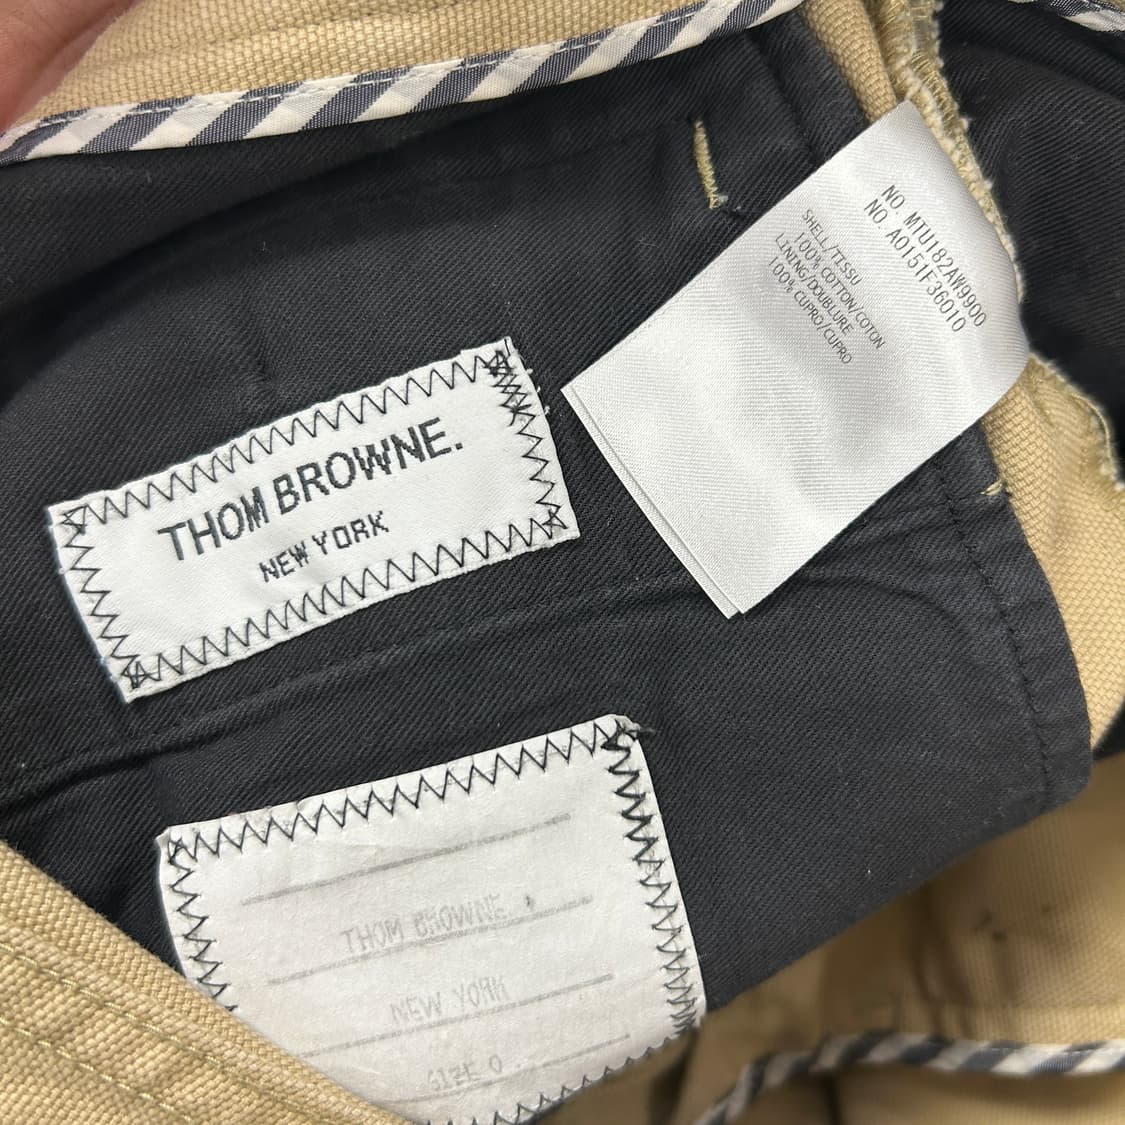 NO. MTU182AW9900
NO. A0151F36010
SHELL/TISSU
100% COTTON/COTON
LINING/DOUBLURE
100% CUPRO/CUPRO
THOM BROWNE.
NEW YORK
THOM BROWNE
NEW YORK
SIZE 0